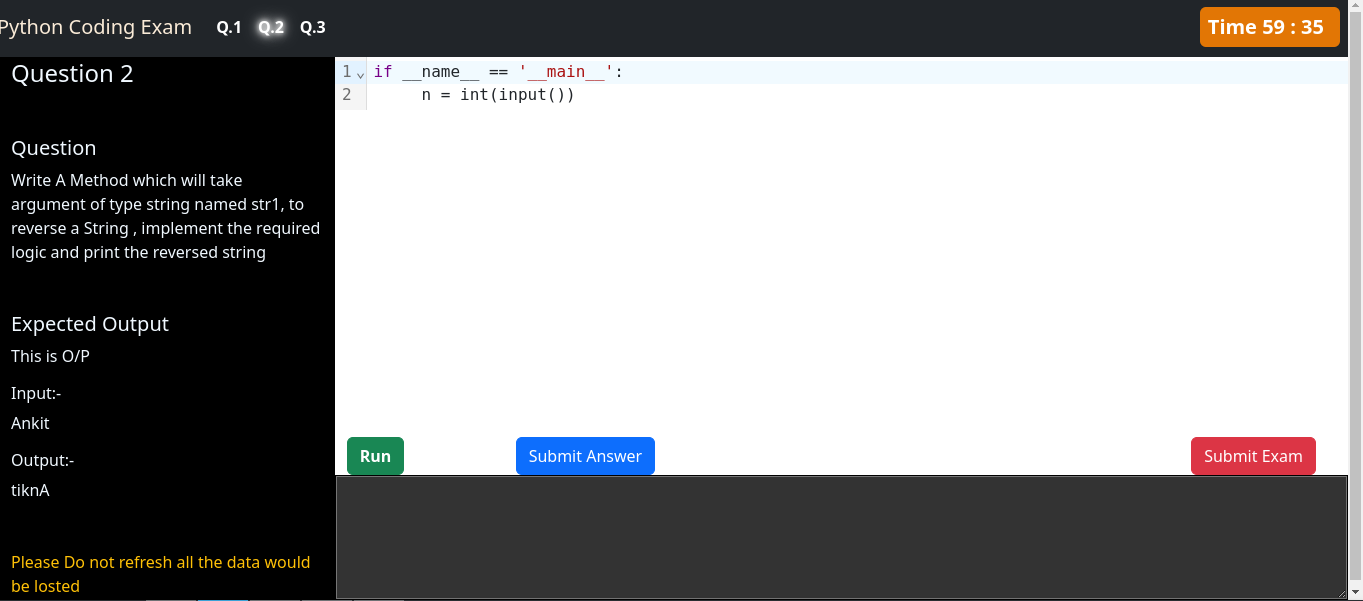 Python Coding Exam Q.1 Q.2 Q.3 Time 59 : 35
Question 2
Question
Write A Method which will take
argument of type string named str1, to
reverse a String , implement the required
logic and print the reversed string
Expected Output
This is O/P
Input:-
Ankit
Output:-
tiknA
Please Do not refresh all the data would
be losted
1 if __name__ == '__main__':
2      n = int(input())
Run Submit Answer Submit Exam